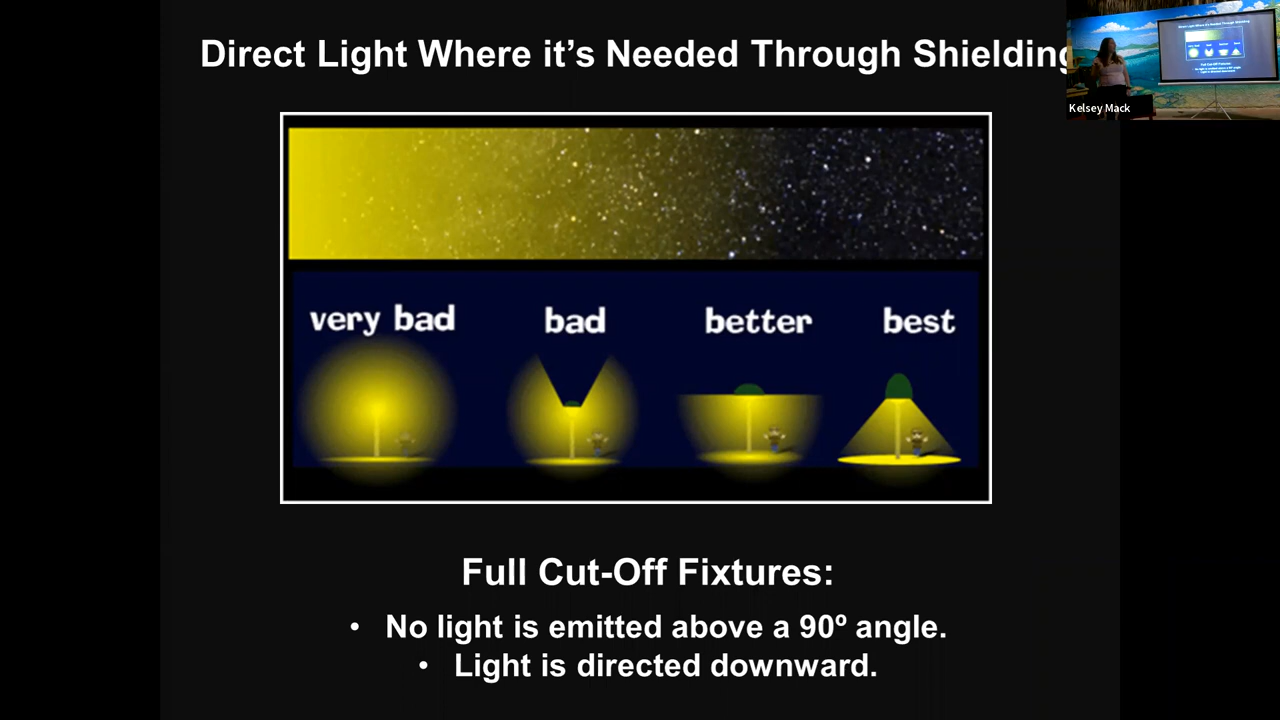 Direct Light Where it's Needed Through Shielding
Kelsey Mack
very bad
bad
better
best
Full Cut-Off Fixtures:
• No light is emitted above a 90º angle.
• Light is directed downward.